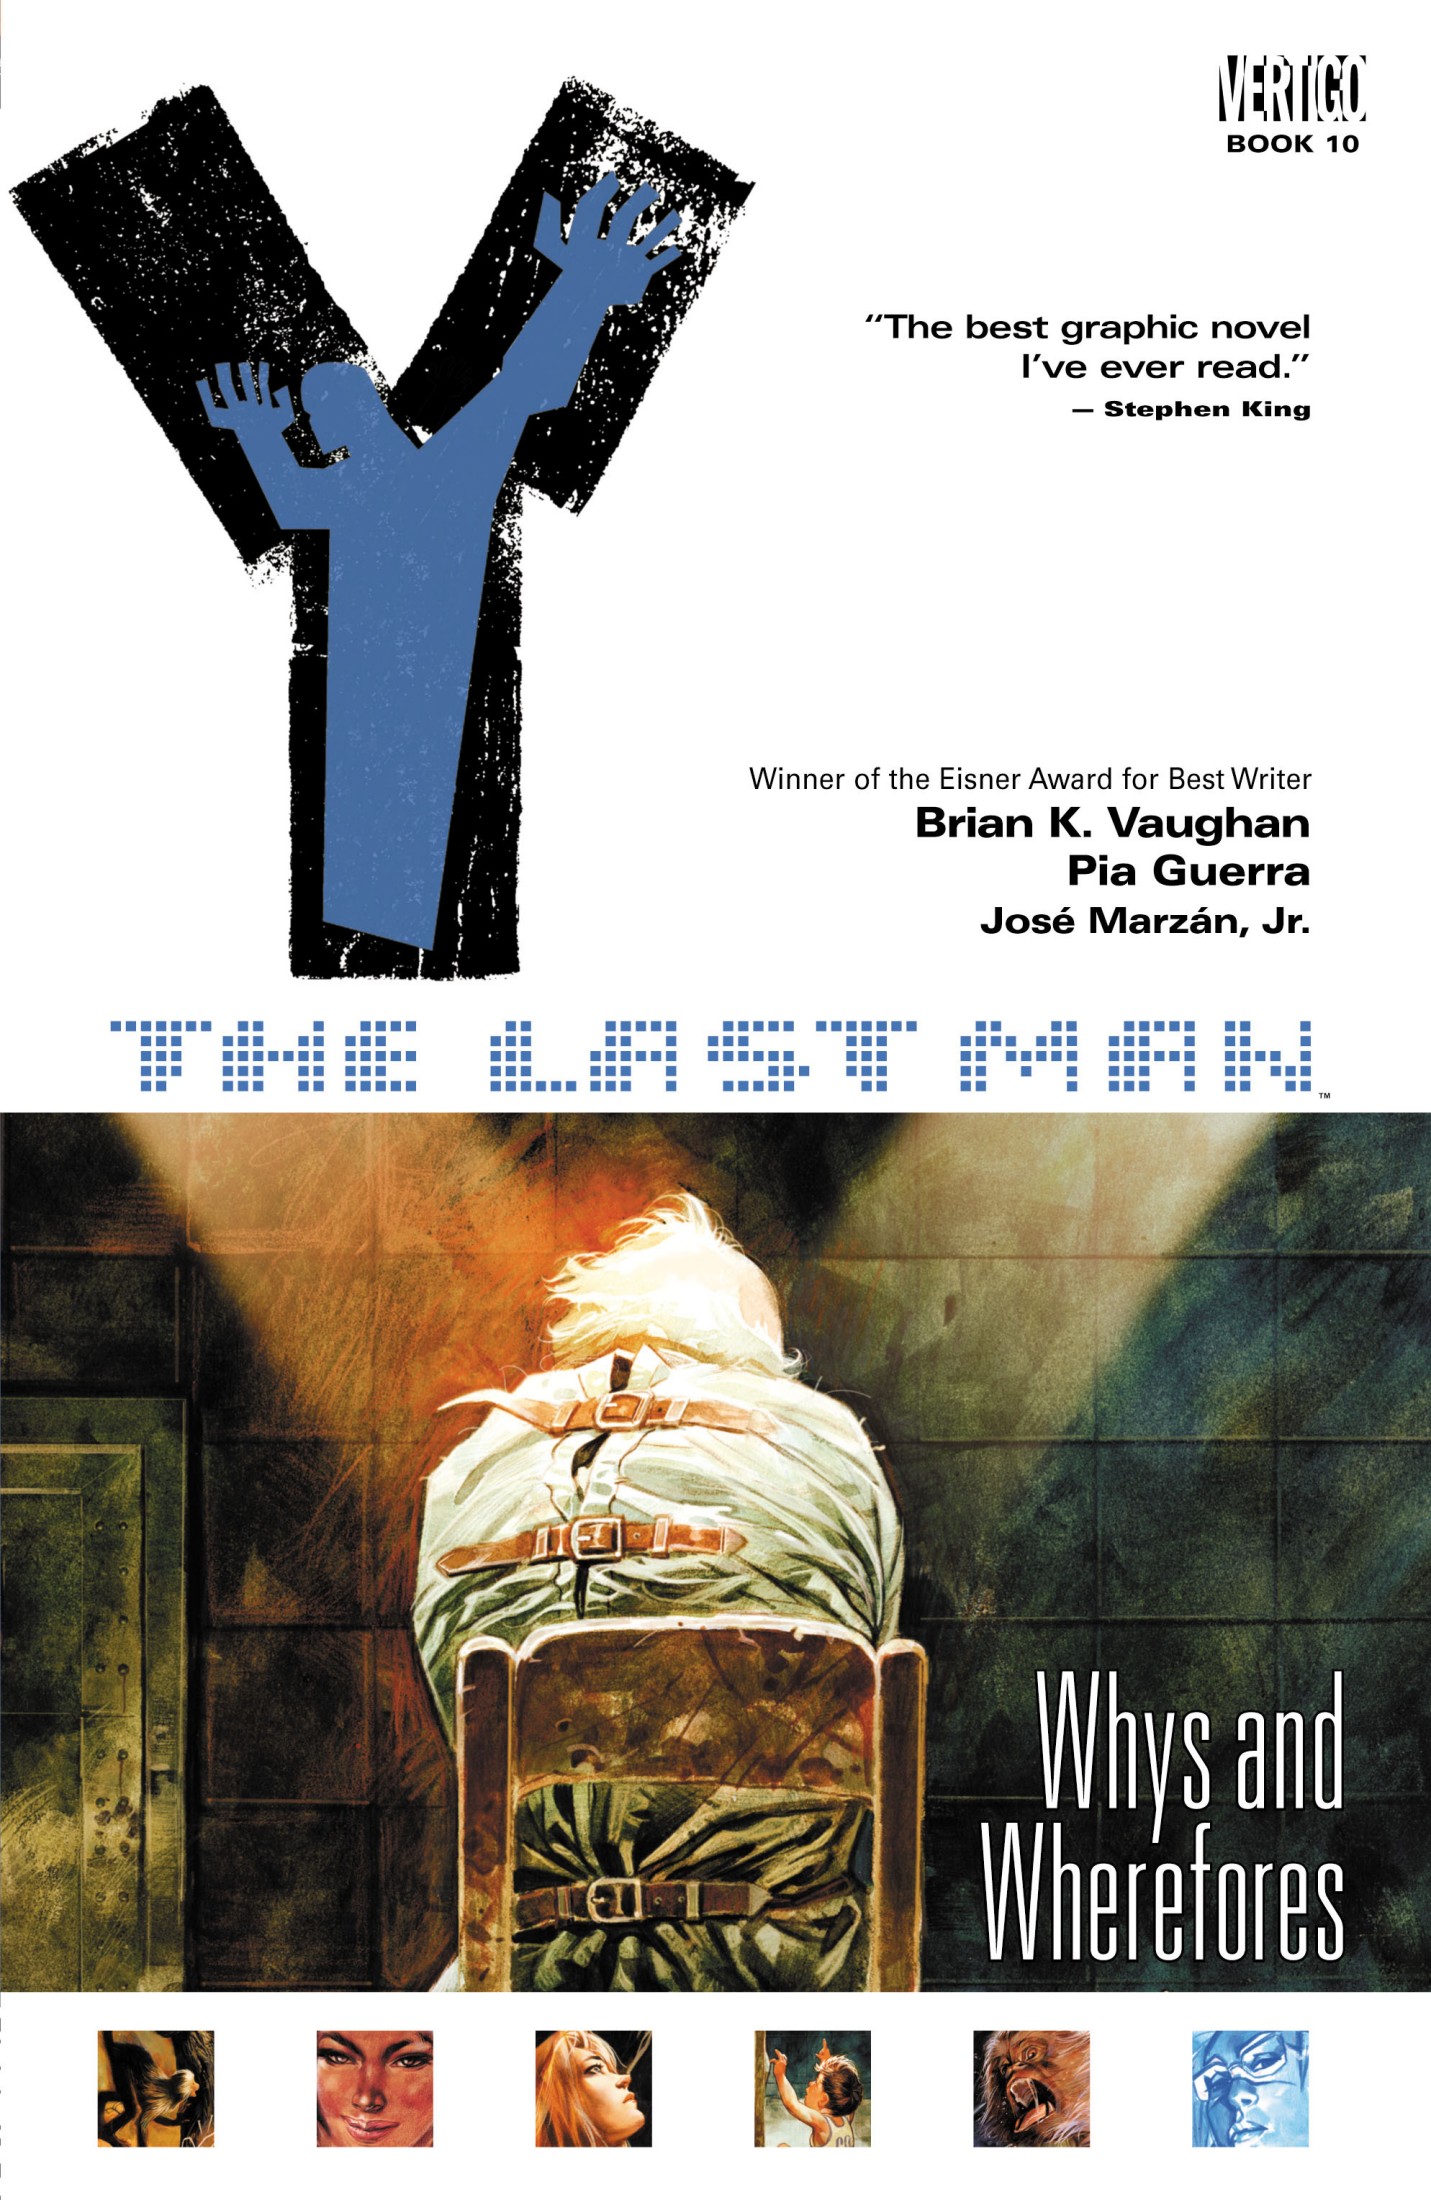 VERTIGO
BOOK 10
Y
“The best graphic novel
I’ve ever read.”
— Stephen King
Winner of the Eisner Award for Best Writer
Brian K. Vaughan
Pia Guerra
José Marzán, Jr.
THE LAST MAN™
Whys and
Wherefores